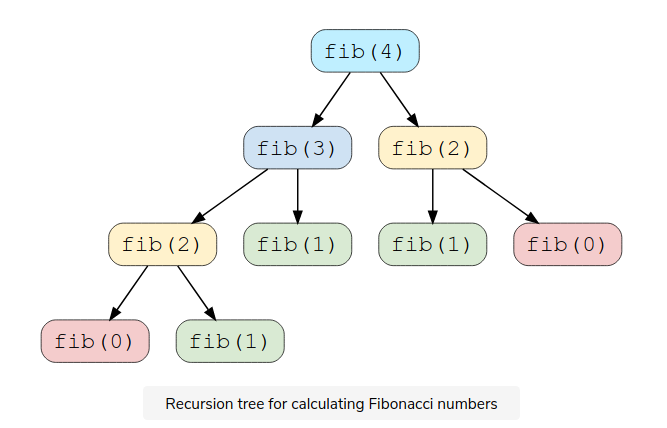 fib(4)
fib(3) fib(2)
fib(2) fib(1) fib(1) fib(0)
fib(0) fib(1)
Recursion tree for calculating Fibonacci numbers